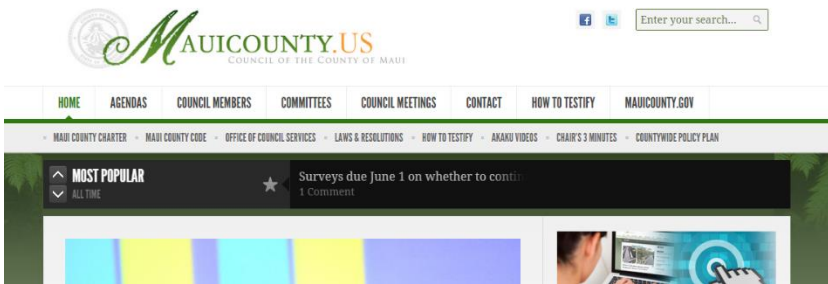 MAUICOUNTY.US
COUNCIL OF THE COUNTY OF MAUI
Enter your search...
HOME AGENDAS COUNCIL MEMBERS COMMITTEES COUNCIL MEETINGS CONTACT HOW TO TESTIFY MAUICOUNTY.GOV
MAUI COUNTY CHARTER MAUI COUNTY CODE OFFICE OF COUNCIL SERVICES LAWS & RESOLUTIONS HOW TO TESTIFY AKAKU VIDEOS CHAIR'S 3 MINUTES COUNTYWIDE POLICY PLAN
MOST POPULAR
ALL TIME
Surveys due June 1 on whether to contin
1 Comment